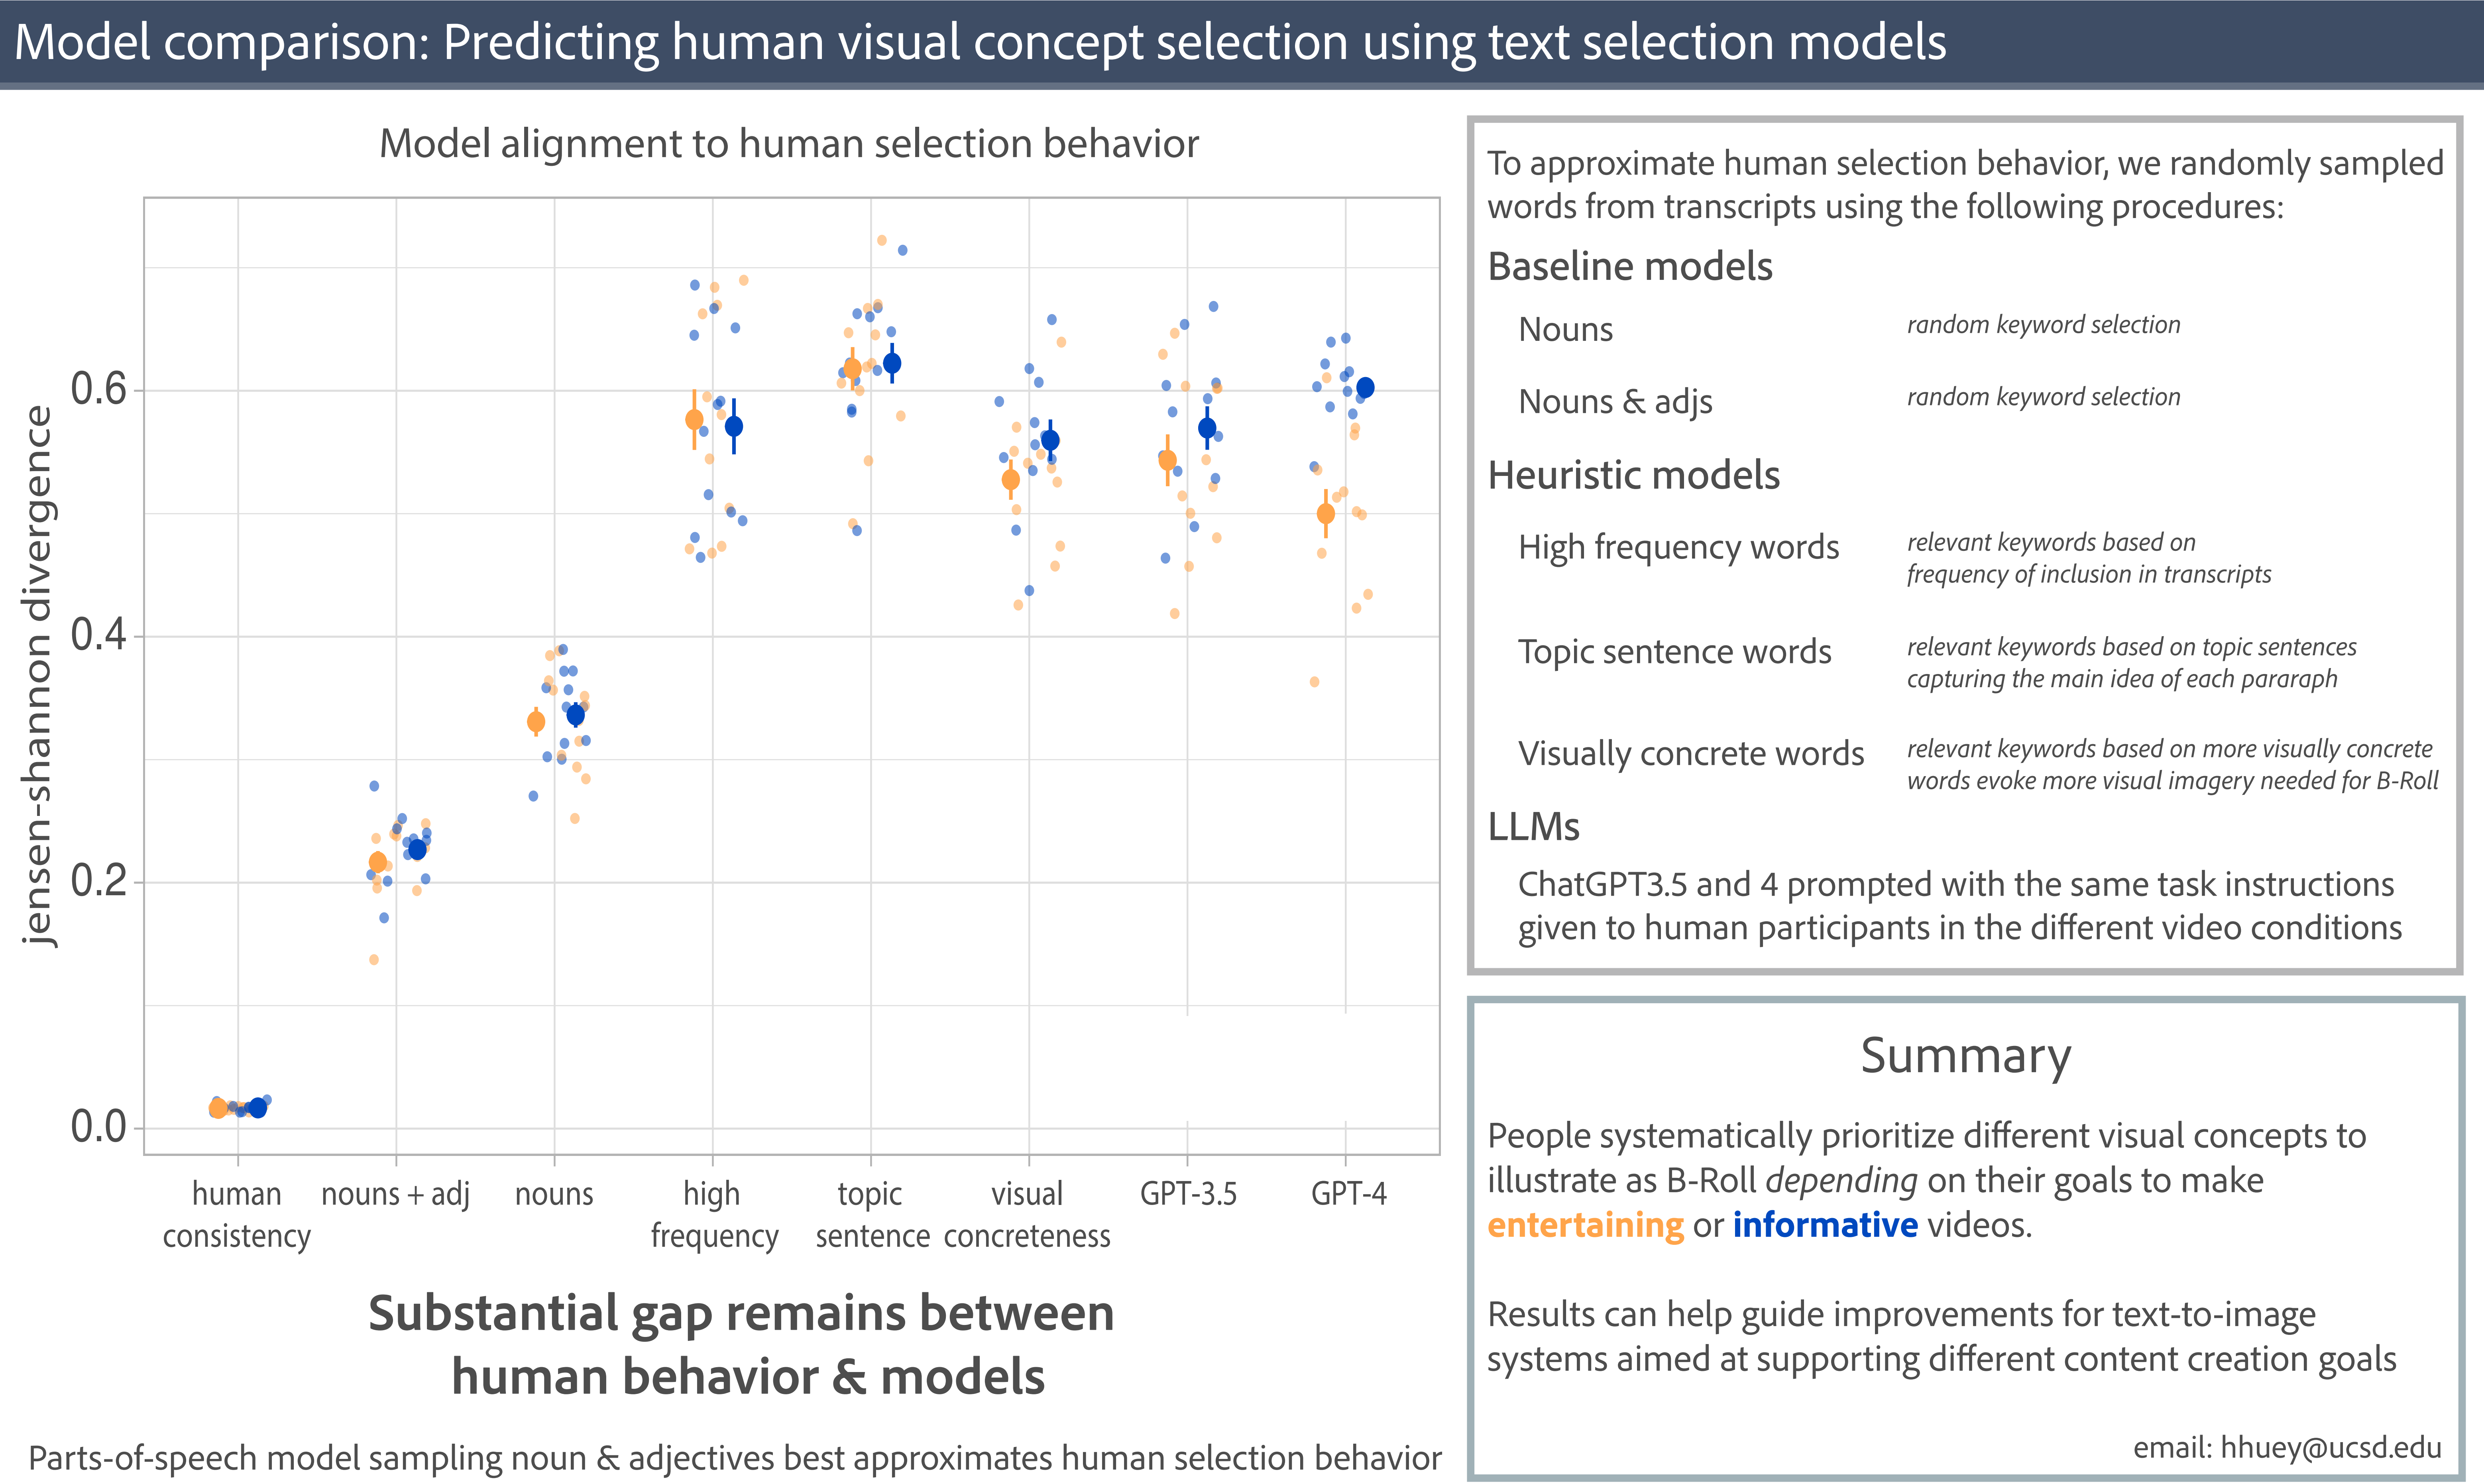 Model comparison: Predicting human visual concept selection using text selection models
Model alignment to human selection behavior
jensen-shannon divergence
0.6
0.4
0.2
0.0
human consistency
nouns + adj
nouns
high frequency
topic sentence
visual concreteness
GPT-3.5
GPT-4
Substantial gap remains between
human behavior & models
Parts-of-speech model sampling noun & adjectives best approximates human selection behavior
To approximate human selection behavior, we randomly sampled
words from transcripts using the following procedures:
Baseline models
Nouns random keyword selection
Nouns & adjs random keyword selection
Heuristic models
High frequency words relevant keywords based on
frequency of inclusion in transcripts
Topic sentence words relevant keywords based on topic sentences
capturing the main idea of each pararaph
Visually concrete words relevant keywords based on more visually concrete
words evoke more visual imagery needed for B-Roll
LLMs
ChatGPT3.5 and 4 prompted with the same task instructions
given to human participants in the different video conditions
Summary
People systematically prioritize different visual concepts to
illustrate as B-Roll depending on their goals to make
entertaining or informative videos.
Results can help guide improvements for text-to-image
systems aimed at supporting different content creation goals
email: hhuey@ucsd.edu